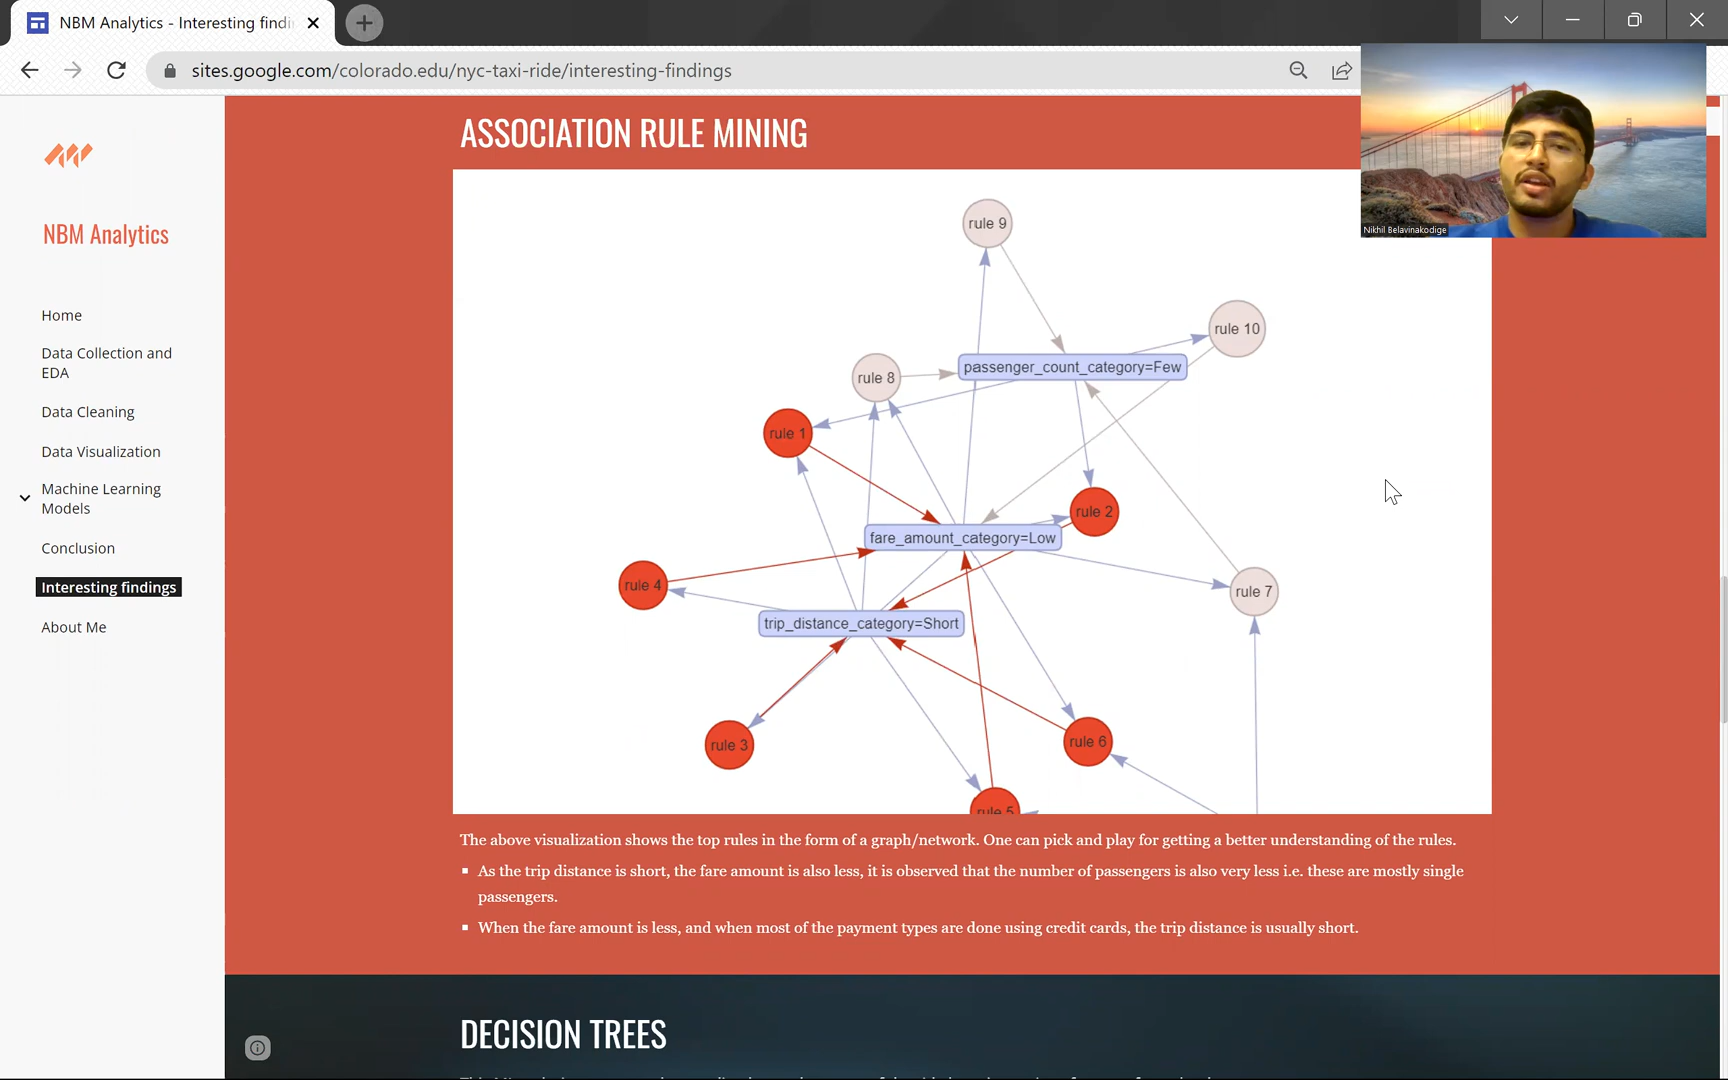 NBM Analytics - Interesting findi
sites.google.com/colorado.edu/nyc-taxi-ride/interesting-findings
Nikhil Belavinakodige
NBM Analytics
Home
Data Collection and
EDA
Data Cleaning
Data Visualization
Machine Learning
Models
Conclusion
Interesting findings
About Me
ASSOCIATION RULE MINING
rule 9
rule 10
passenger_count_category=Few
rule 8
rule 1
rule 2
fare_amount_category=Low
rule 4
rule 7
trip_distance_category=Short
rule 3
rule 6
rule 5
The above visualization shows the top rules in the form of a graph/network. One can pick and play for getting a better understanding of the rules.
As the trip distance is short, the fare amount is also less, it is observed that the number of passengers is also very less i.e. these are mostly single
passengers.
When the fare amount is less, and when most of the payment types are done using credit cards, the trip distance is usually short.
DECISION TREES